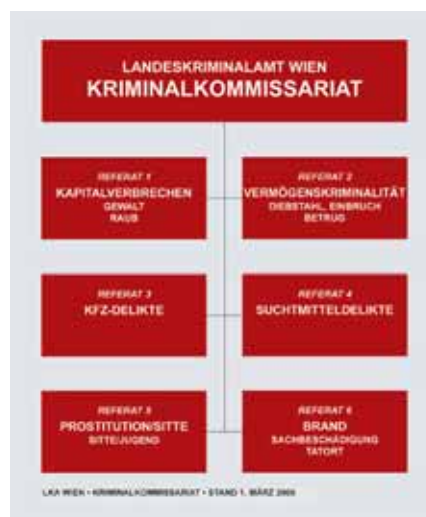 LANDESKRIMINALAMT WIEN
KRIMINALKOMMISSARIAT
REFERAT 1
KAPITALVERBRECHEN
GEWALT
RAUB
REFERAT 2
VERMÖGENSKRIMINALITÄT
DIEBSTAHL, EINBRUCH
BETRUG
REFERAT 3
KFZ-DELIKTE
REFERAT 4
SUCHTMITTELDELIKTE
REFERAT 5
PROSTITUTION/SITTE
SITTE/JUGEND
REFERAT 6
BRAND
SACHBESCHÄDIGUNG
TATORT
LKA WIEN • KRIMINALKOMMISSARIAT • STAND 1. MÄRZ